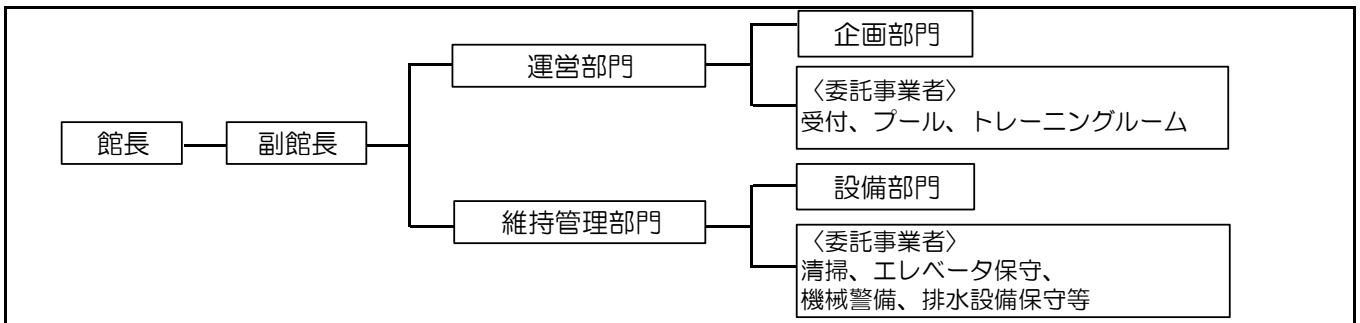 館長
副館長
運営部門
企画部門
〈委託事業者〉
受付、プール、トレーニングルーム
維持管理部門
設備部門
〈委託事業者〉
清掃、エレベータ保守、
機械警備、排水設備保守等